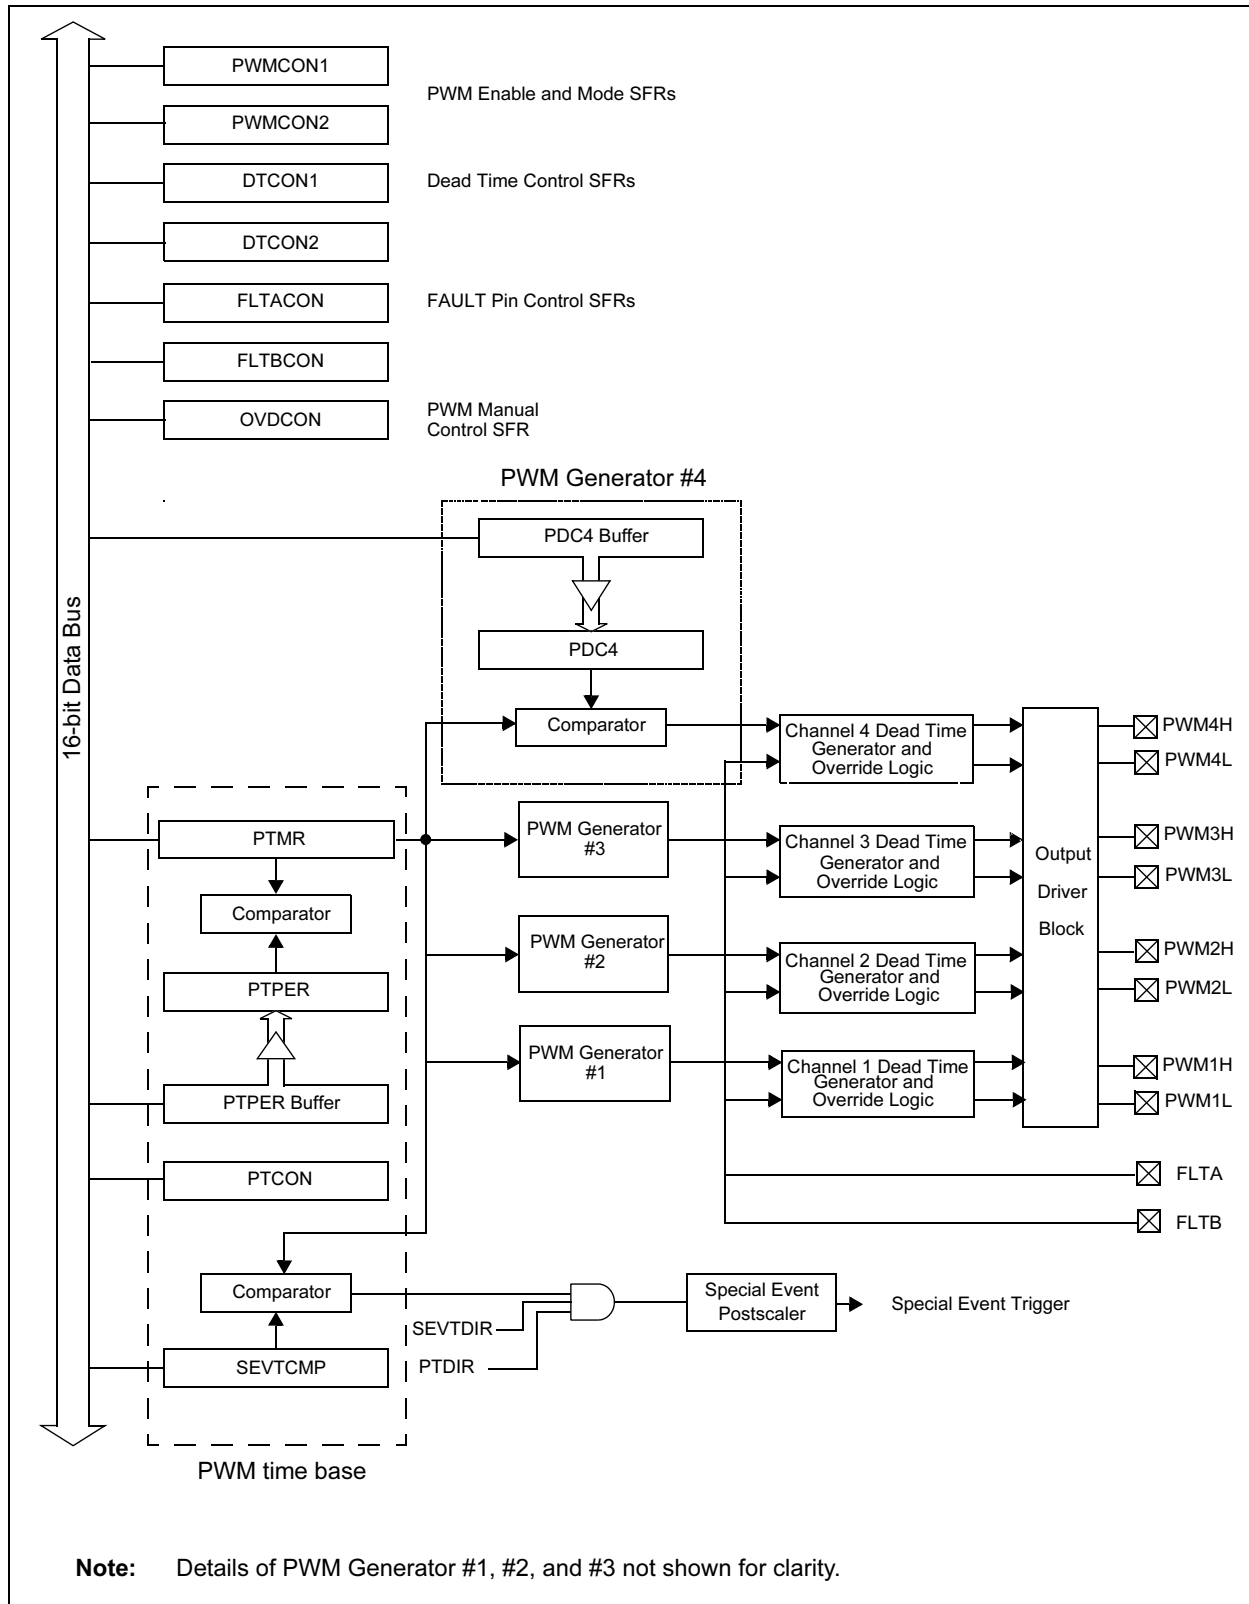 PWMCON1
PWM Enable and Mode SFRs
PWMCON2
DTCON1
Dead Time Control SFRs
DTCON2
FLTACON
FAULT Pin Control SFRs
FLTBCON
OVDCON
PWM Manual
Control SFR
16-bit Data Bus
PWM Generator #4
PDC4 Buffer
PDC4
Comparator
Channel 4 Dead Time
Generator and
Override Logic
PWM4H
PWM4L
PTMR
Comparator
PTPER
PTPER Buffer
PTCON
Comparator
SEVTCMP
PWM time base
PWM Generator
#3
Channel 3 Dead Time
Generator and
Override Logic
PWM3H
PWM3L
Output
Driver
Block
PWM Generator
#2
Channel 2 Dead Time
Generator and
Override Logic
PWM2H
PWM2L
PWM Generator
#1
Channel 1 Dead Time
Generator and
Override Logic
PWM1H
PWM1L
FLTA
FLTB
SEVTDIR
PTDIR
Special Event
Postscaler
Special Event Trigger
Note: Details of PWM Generator #1, #2, and #3 not shown for clarity.